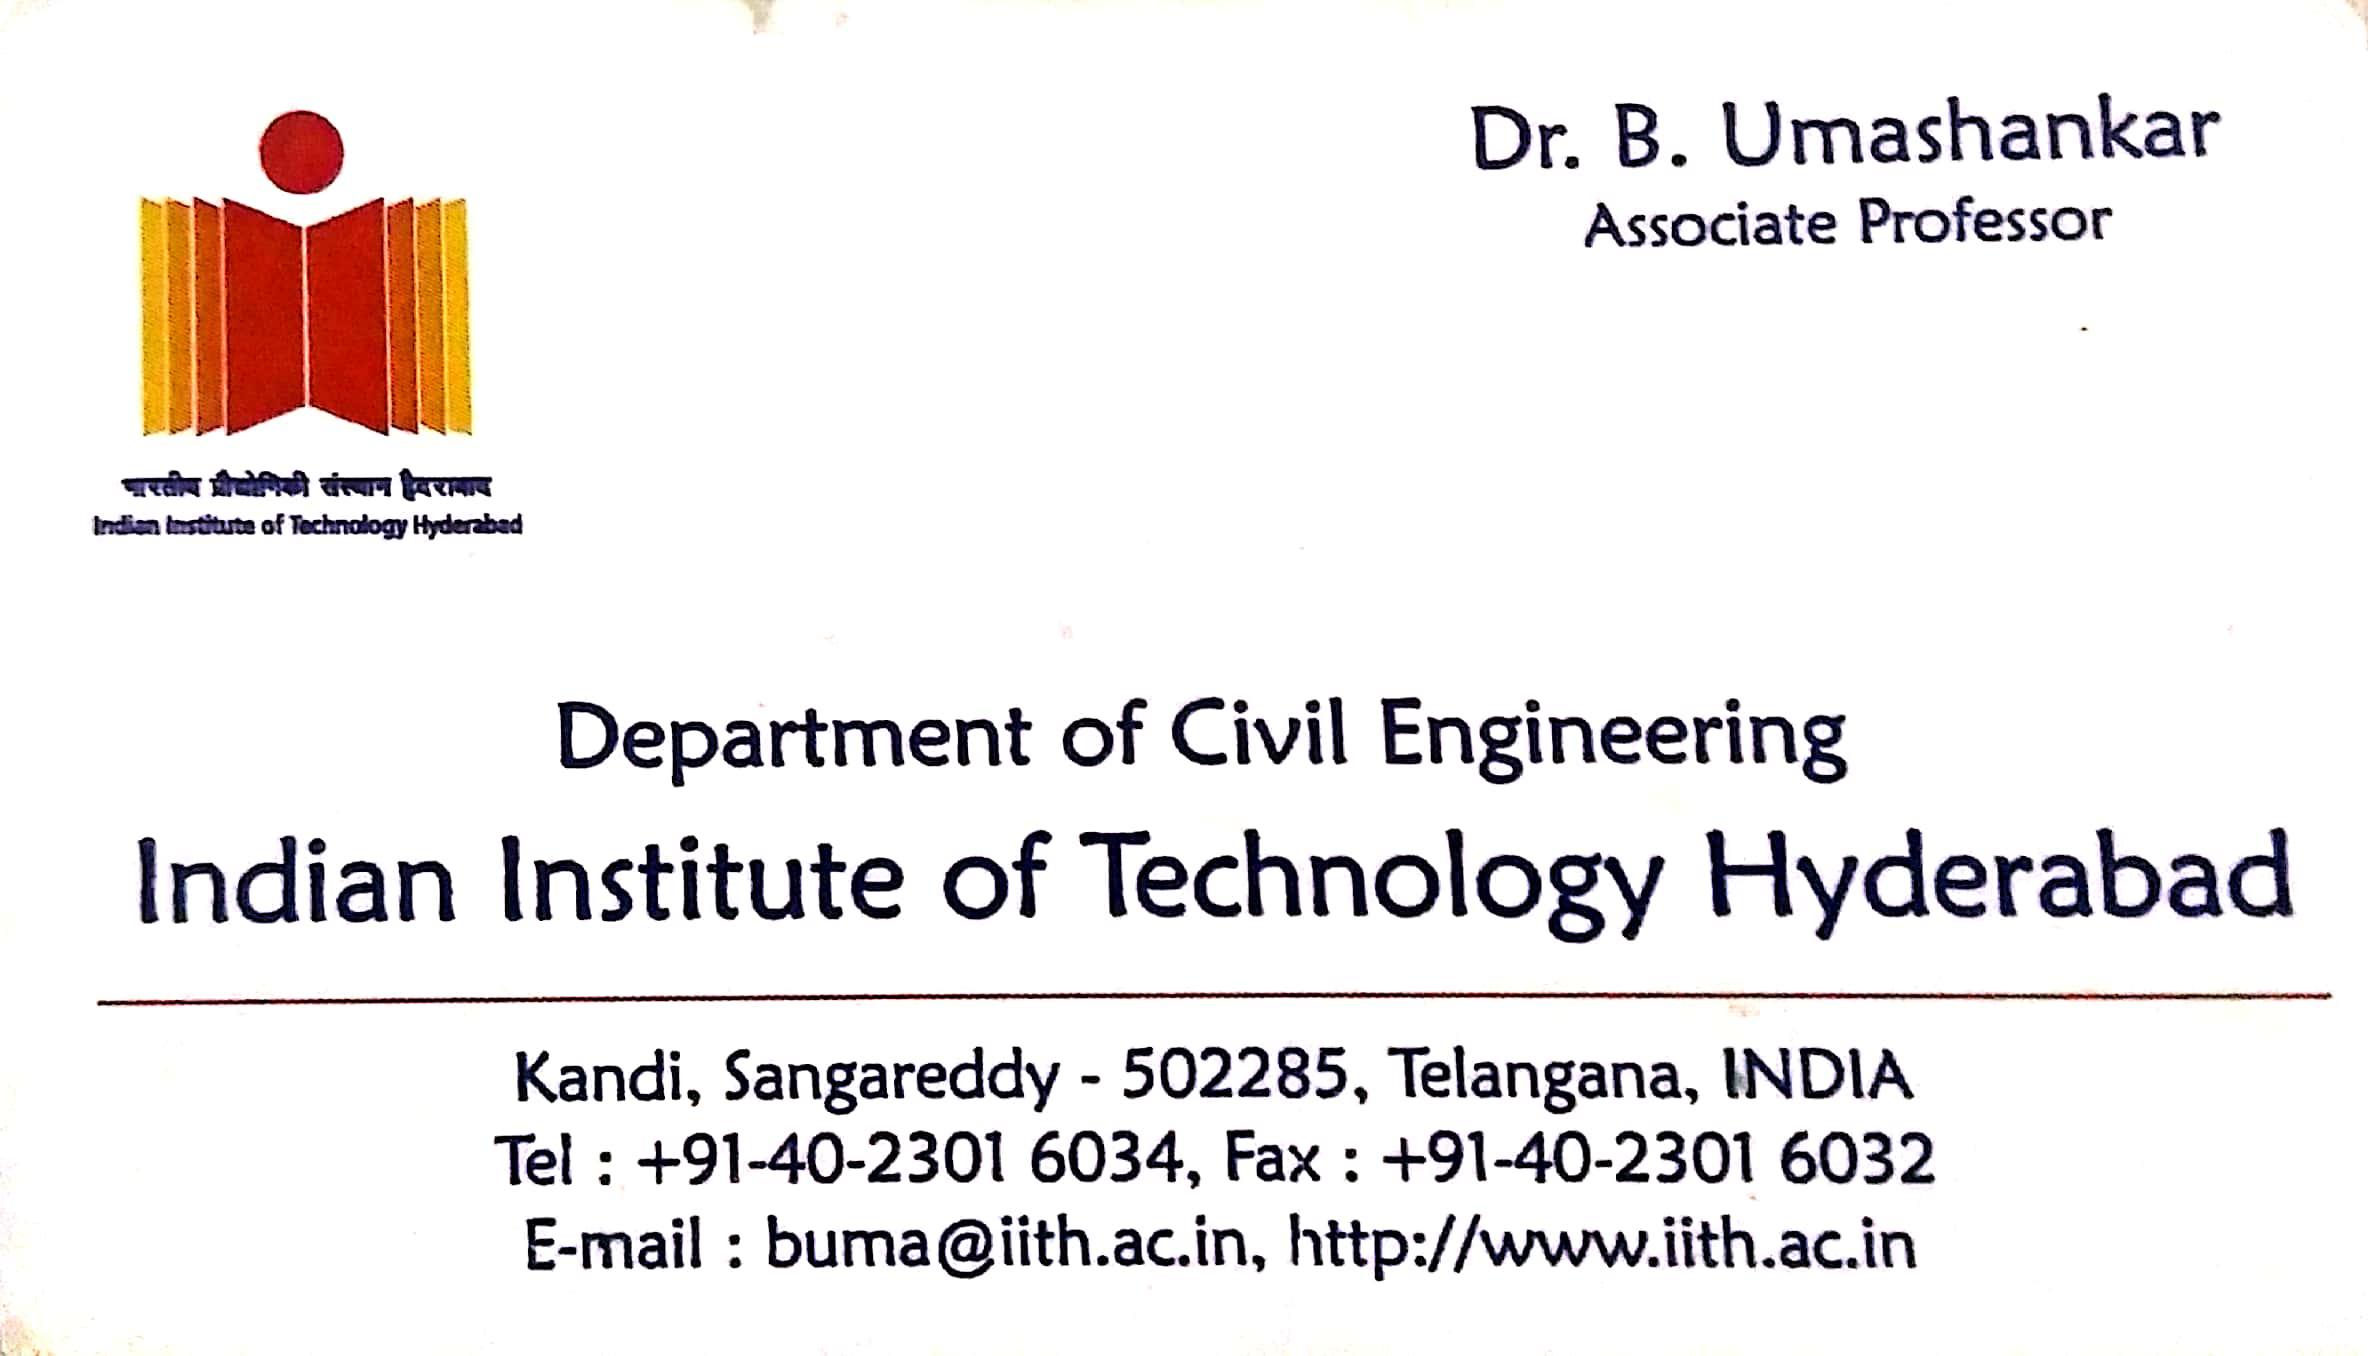 Dr. B. Umashankar
Associate Professor
भारतीय प्रौद्योगिकी संस्थान हैदराबाद
Indian Institute of Technology Hyderabad
Department of Civil Engineering
Indian Institute of Technology Hyderabad
Kandi, Sangareddy - 502285, Telangana, INDIA
Tel : +91-40-2301 6034, Fax : +91-40-2301 6032
E-mail : buma@iith.ac.in, http://www.iith.ac.in